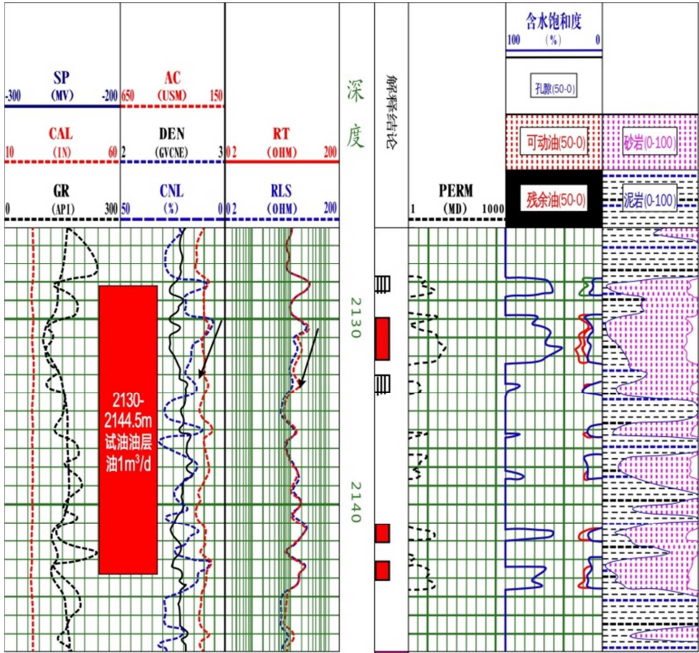 含水饱和度
100 (%) 0
孔隙(50-0)
SP
-300 (MV) -200
AC
650 (USM) 150
CAL
10 (IN) 60
DEN
2 (GVCNE) 3
RT
0 2 (OHM) 200
可动油(50-0)
砂岩(0-100)
GR
0 (API) 300
CNL
50 (%) 0
RLS
0 2 (OHM) 200
深度
解释结论
PERM
1 (MD) 1000
残余油(50-0)
泥岩(0-100)
2130
2130-
2144.5m
试油油层
油1m³/d
2140